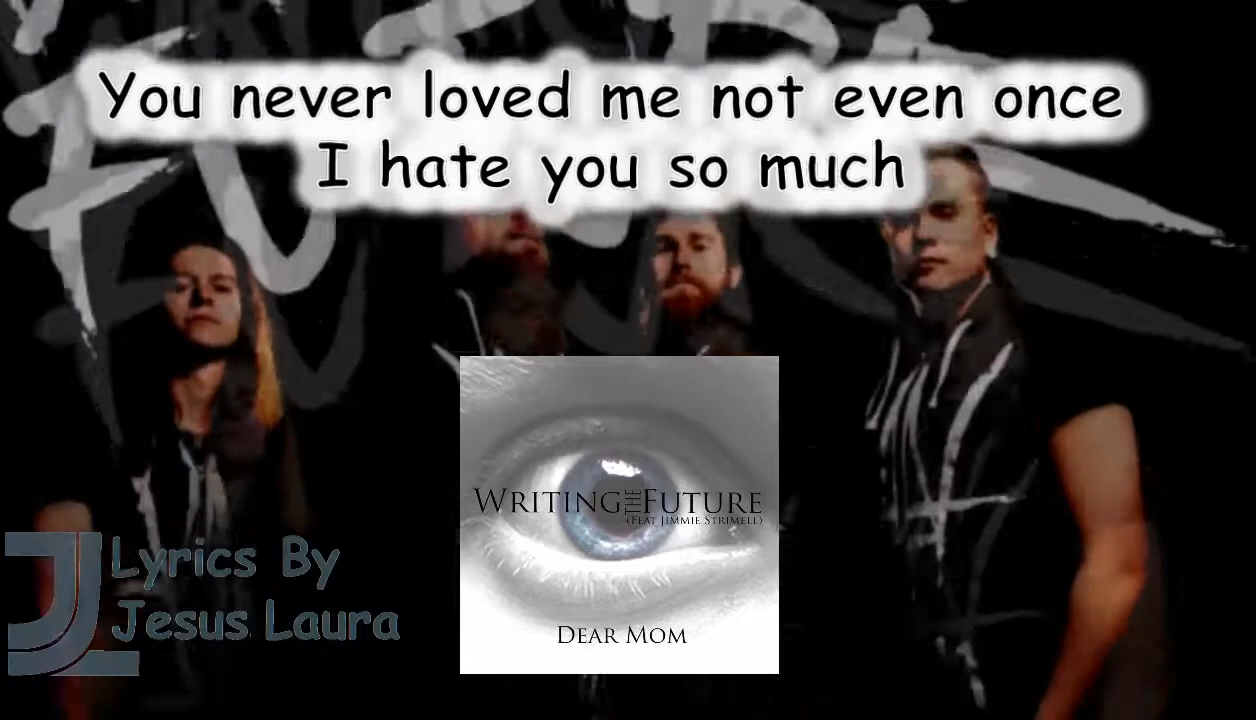 You never loved me not even once
I hate you so much
WRITING THE FUTURE
(FEAT JIMMIE STRIMELL)
DEAR MOM
Lyrics By
Jesus Laura